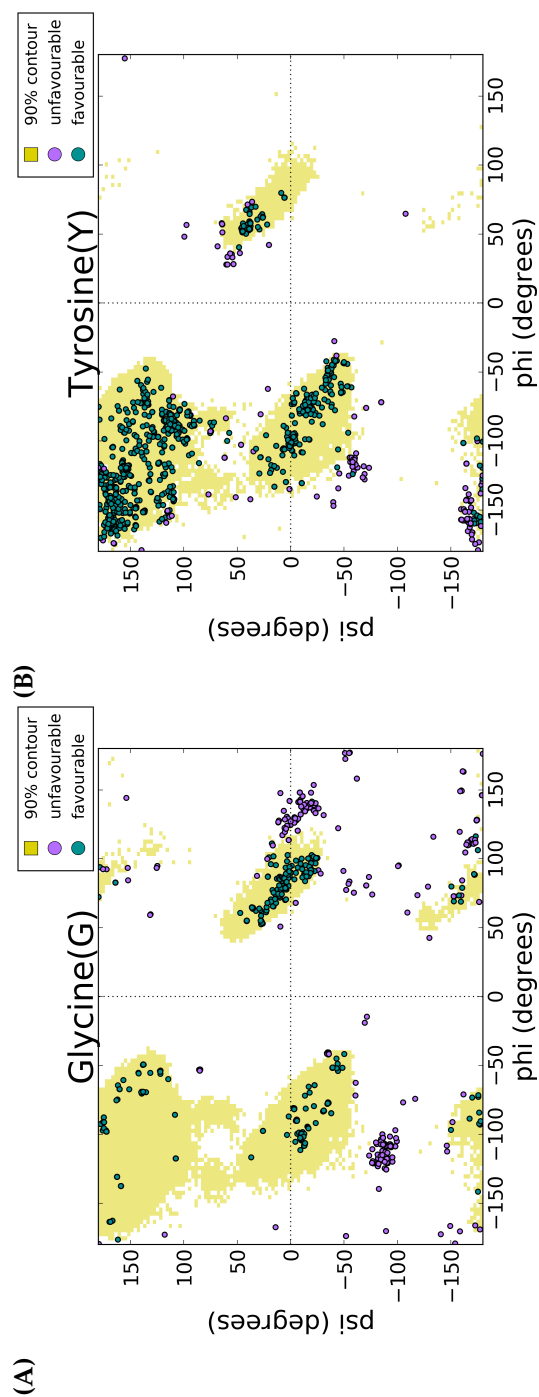 (A)
Glycine(G)
90% contour
unfavourable
favourable
psi (degrees)
150
100
50
0
−50
−100
−150
−150
−100
−50
0
50
100
150
phi (degrees)
(B)
Tyrosine(Y)
90% contour
unfavourable
favourable
psi (degrees)
150
100
50
0
−50
−100
−150
−150
−100
−50
0
50
100
150
phi (degrees)